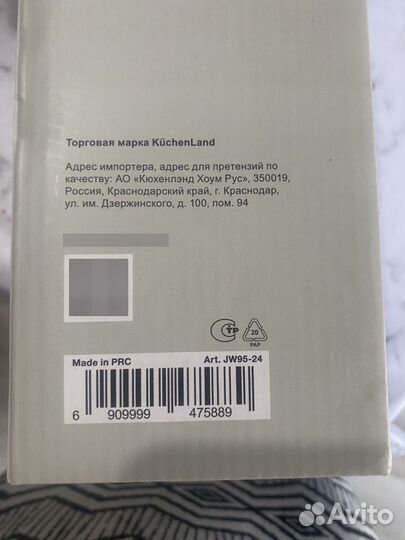 Торговая марка KüchenLand
Адрес импортера, адрес для претензий по
качеству: АО «Кюхенлэнд Хоум Рус», 350019,
Россия, Краснодарский край, г. Краснодар,
ул. им. Дзержинского, д. 100, пом. 94
СТР
20
PAP
Made in PRC Art. JW95-24
6 909999 475889
Avito